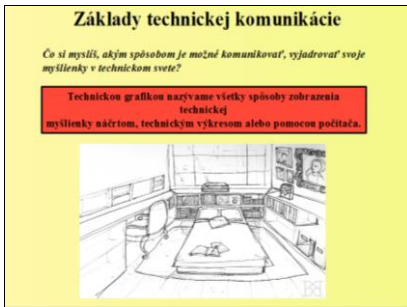 Základy technickej komunikácie
Čo si myslíš, akým spôsobom je možné komunikovať, vyjadrovať svoje
myšlienky v technickom svete?
Technickou grafikou nazývame všetky spôsoby zobrazenia
technickej
myšlienky náčrtom, technickým výkresom alebo pomocou počítača.